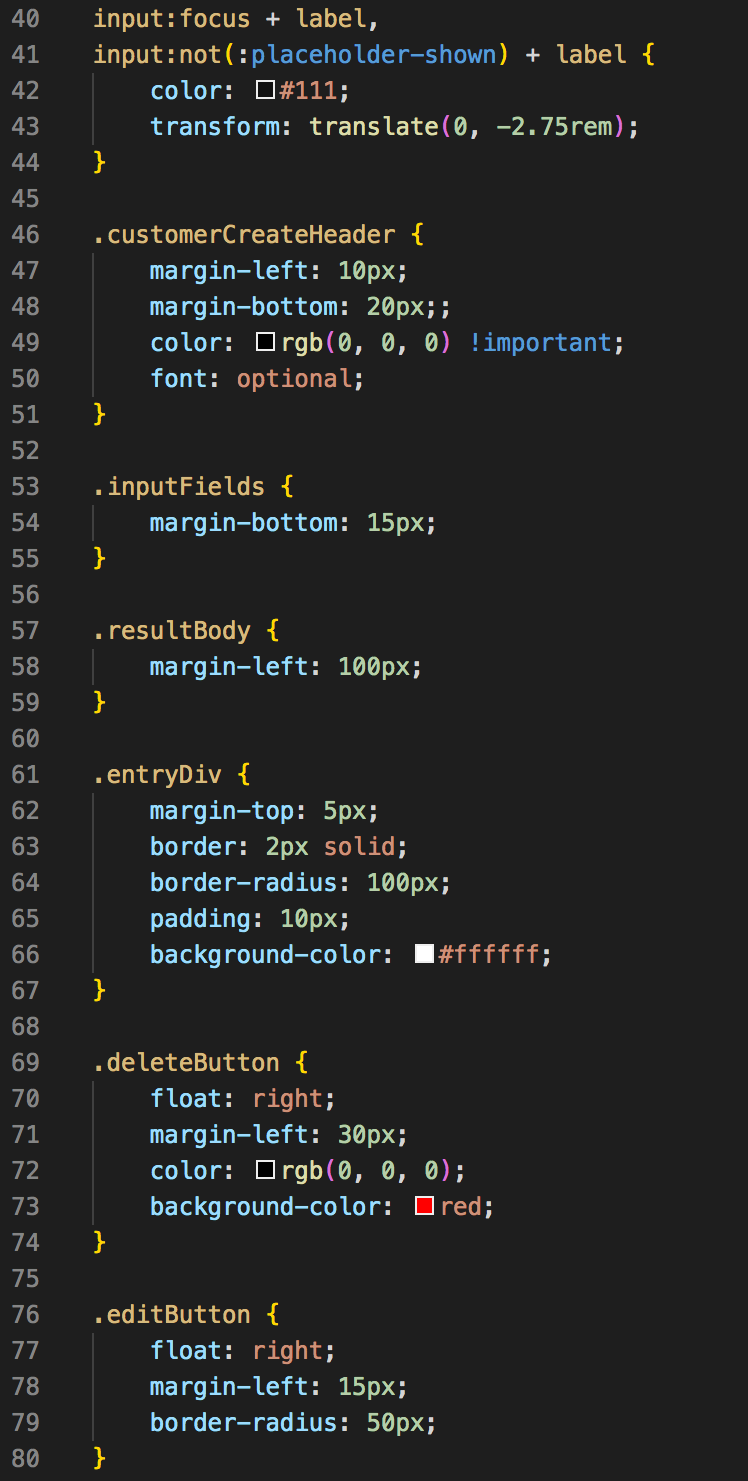 40 input:focus + label,
41 input:not(:placeholder-shown) + label {
42     color: #111;
43     transform: translate(0, -2.75rem);
44 }
45
46 .customerCreateHeader {
47     margin-left: 10px;
48     margin-bottom: 20px;;
49     color: rgb(0, 0, 0) !important;
50     font: optional;
51 }
52
53 .inputFields {
54     margin-bottom: 15px;
55 }
56
57 .resultBody {
58     margin-left: 100px;
59 }
60
61 .entryDiv {
62     margin-top: 5px;
63     border: 2px solid;
64     border-radius: 100px;
65     padding: 10px;
66     background-color: #ffffff;
67 }
68
69 .deleteButton {
70     float: right;
71     margin-left: 30px;
72     color: rgb(0, 0, 0);
73     background-color: red;
74 }
75
76 .editButton {
77     float: right;
78     margin-left: 15px;
79     border-radius: 50px;
80 }